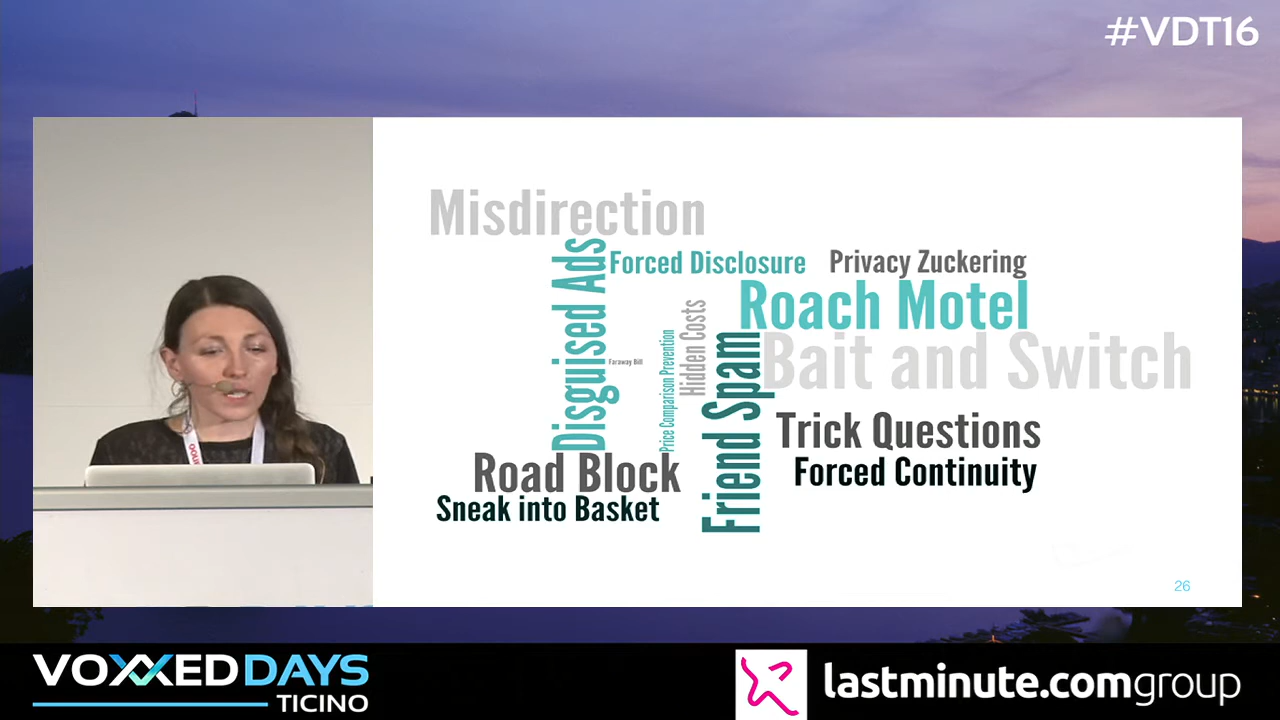 #VDT16
Misdirection
Disguised Ads
Forced Disclosure
Privacy Zuckering
Roach Motel
Hidden Costs
Price Comparison Prevention
Faraway Bill
Friend Spam
Bait and Switch
Trick Questions
Road Block
Forced Continuity
Sneak into Basket
26
VOXXED DAYS
TICINO
lastminute.comgroup